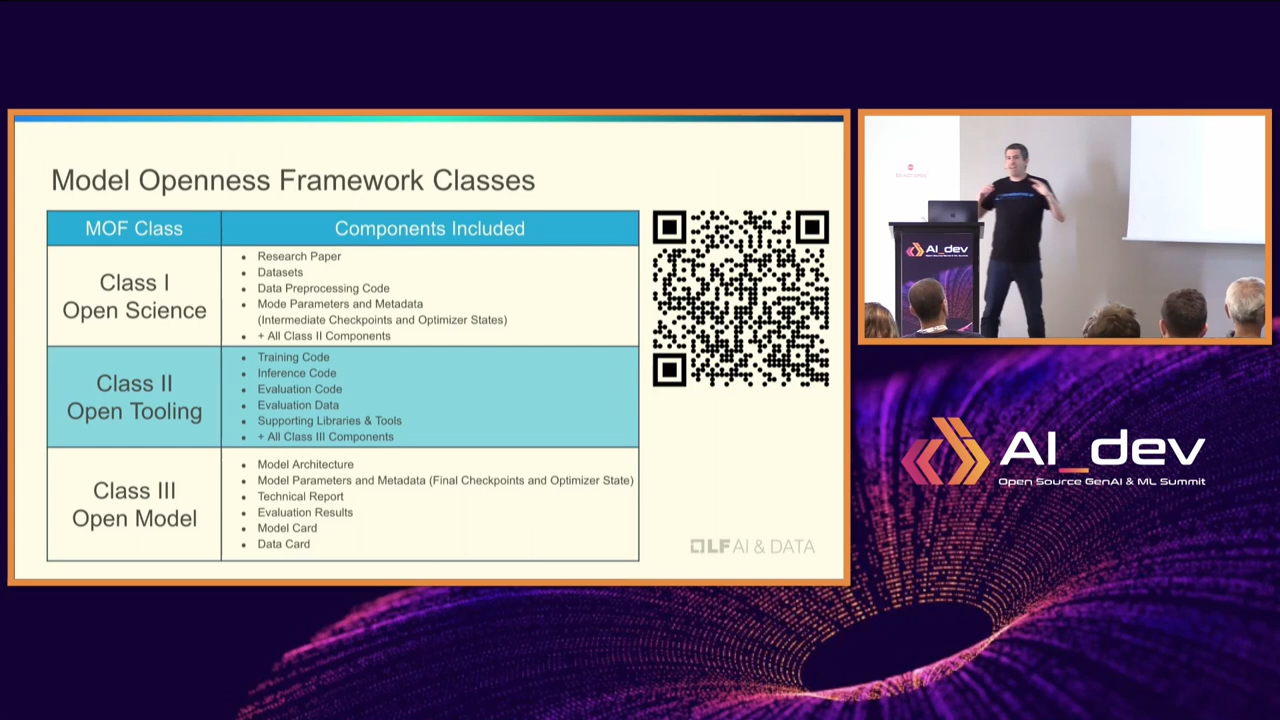 Model Openness Framework Classes
MOF Class
Components Included
Class I
Open Science
• Research Paper
• Datasets
• Data Preprocessing Code
• Mode Parameters and Metadata
(Intermediate Checkpoints and Optimizer States)
• + All Class II Components
Class II
Open Tooling
• Training Code
• Inference Code
• Evaluation Code
• Evaluation Data
• Supporting Libraries & Tools
• + All Class III Components
Class III
Open Model
• Model Architecture
• Model Parameters and Metadata (Final Checkpoints and Optimizer State)
• Technical Report
• Evaluation Results
• Model Card
• Data Card
LF AI & DATA
AI_dev
AI_dev
Open Source GenAI & ML Summit